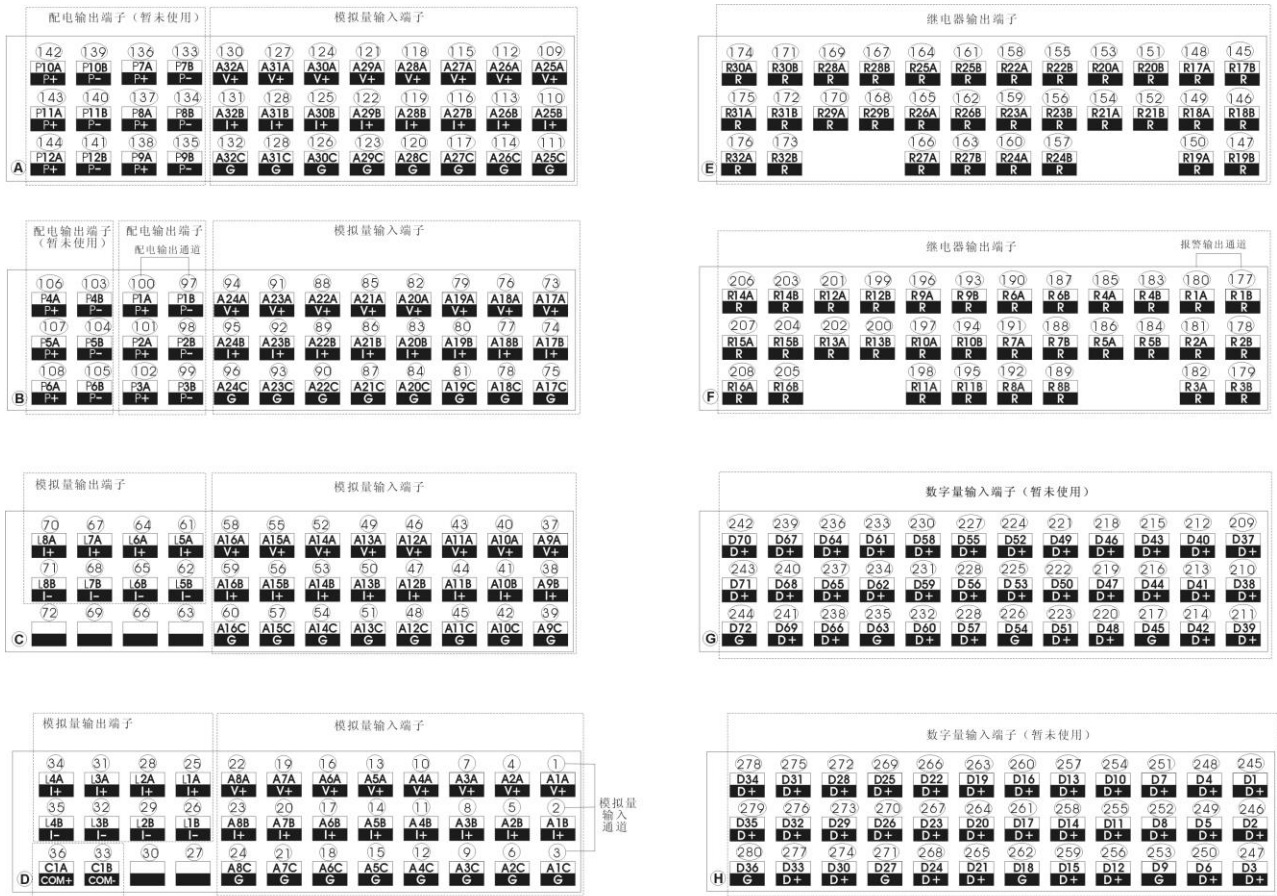 配电输出端子（暂未使用） 模拟量输入端子
142 139 136 133 130 127 124 121 118 115 112 109
P10A P10B P7A P7B A32A A31A A30A A29A A28A A27A A26A A25A
P+ P- P+ P- V+ V+ V+ V+ V+ V+ V+ V+
143 140 137 134 131 128 125 122 119 116 113 110
P11A P11B P8A P8B A32B A31B A30B A29B A28B A27B A26B A25B
P+ P- P+ P- I+ I+ I+ I+ I+ I+ I+ I+
144 141 138 135 132 128 126 123 120 117 114 111
P12A P12B P9A P9B A32C A31C A30C A29C A28C A27C A26C A25C
A P+ P- P+ P- G G G G G G G G
配电输出端子 配电输出端子 模拟量输入端子
（暂未使用） 配电输出通道
106 103 100 97 94 91 88 85 82 79 76 73
P4A P4B P1A P1B A24A A23A A22A A21A A20A A19A A18A A17A
P+ P- P+ P- V+ V+ V+ V+ V+ V+ V+ V+
107 104 101 98 95 92 89 86 83 80 77 74
P5A P5B P2A P2B A24B A23B A22B A21B A20B A19B A18B A17B
P+ P- P+ P- I+ I+ I+ I+ I+ I+ I+ I+
108 105 102 99 96 93 90 87 84 81 78 75
P6A P6B P3A P3B A24C A23C A22C A21C A20C A19C A18C A17C
B P+ P- P+ P- G G G G G G G G
模拟量输出端子 模拟量输入端子
70 67 64 61 58 55 52 49 46 43 40 37
L8A L7A L6A L5A A16A A15A A14A A13A A12A A11A A10A A9A
I+ I+ I+ I+ V+ V+ V+ V+ V+ V+ V+ V+
71 68 65 62 59 56 53 50 47 44 41 38
L8B L7B L6B L5B A16B A15B A14B A13B A12B A11B A10B A9B
I- I- I- I- I+ I+ I+ I+ I+ I+ I+ I+
72 69 66 63 60 57 54 51 48 45 42 39
A16C A15C A14C A13C A12C A11C A10C A9C
C G G G G G G G G
模拟量输出端子 模拟量输入端子
34 31 28 25 22 19 16 13 10 7 4 1
L4A L3A L2A L1A A8A A7A A6A A5A A4A A3A A2A A1A
I+ I+ I+ I+ V+ V+ V+ V+ V+ V+ V+ V+
35 32 29 26 23 20 17 14 11 8 5 2
L4B L3B L2B L1B A8B A7B A6B A5B A4B A3B A2B A1B
I- I- I- I- I+ I+ I+ I+ I+ I+ I+ I+
模拟量
输入
通道
36 33 30 27 24 21 18 15 12 9 6 3
C1A C1B A8C A7C A6C A5C A4C A3C A2C A1C
D COM+ COM- G G G G G G G G
继电器输出端子
174 171 169 167 164 161 158 155 153 151 148 145
R30A R30B R28A R28B R25A R25B R22A R22B R20A R20B R17A R17B
R R R R R R R R R R R R
175 172 170 168 165 162 159 156 154 152 149 146
R31A R31B R29A R29B R26A R26B R23A R23B R21A R21B R18A R18B
R R R R R R R R R R R R
176 173 166 163 160 157 150 147
R32A R32B R27A R27B R24A R24B R19A R19B
E R R R R R R R R
继电器输出端子 报警输出通道
206 203 201 199 196 193 190 187 185 183 180 177
R14A R14B R12A R12B R9A R9B R6A R6B R4A R4B R1A R1B
R R R R R R R R R R R R
207 204 202 200 197 194 191 188 186 184 181 178
R15A R15B R13A R13B R10A R10B R7A R7B R5A R5B R2A R2B
R R R R R R R R R R R R
208 205 198 195 192 189 182 179
R16A R16B R11A R11B R8A R8B R3A R3B
F R R R R R R R R
数字量输入端子（暂未使用）
242 239 236 233 230 227 224 221 218 215 212 209
D70 D67 D64 D61 D58 D55 D52 D49 D46 D43 D40 D37
D+ D+ D+ D+ D+ D+ D+ D+ D+ D+ D+ D+
243 240 237 234 231 228 225 222 219 216 213 210
D71 D68 D65 D62 D59 D56 D53 D50 D47 D44 D41 D38
D+ D+ D+ D+ D+ D+ D+ D+ D+ D+ D+ D+
244 241 238 235 232 228 226 223 220 217 214 211
D72 D69 D66 D63 D60 D57 D54 D51 D48 D45 D42 D39
G G D+ D+ G D+ D+ G D+ D+ G D+ D+
数字量输入端子（暂未使用）
278 275 272 269 266 263 260 257 254 251 248 245
D34 D31 D28 D25 D22 D19 D16 D13 D10 D7 D4 D1
D+ D+ D+ D+ D+ D+ D+ D+ D+ D+ D+ D+
279 276 273 270 267 264 261 258 255 252 249 246
D35 D32 D29 D26 D23 D20 D17 D14 D11 D8 D5 D2
D+ D+ D+ D+ D+ D+ D+ D+ D+ D+ D+ D+
280 277 274 271 268 265 262 259 256 253 250 247
D36 D33 D30 D27 D24 D21 D18 D15 D12 D9 D6 D3
H G D+ D+ G D+ D+ G D+ D+ G D+ D+